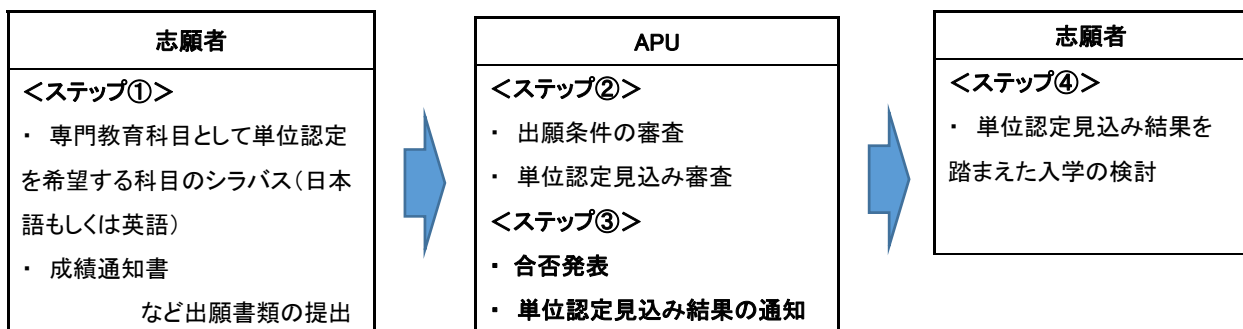 志願者
<ステップ①>
・ 専門教育科目として単位認定
を希望する科目のシラバス(日本
語もしくは英語)
・ 成績通知書
など出願書類の提出
APU
<ステップ②>
・ 出願条件の審査
・ 単位認定見込み審査
<ステップ③>
・ 合否発表
・ 単位認定見込み結果の通知
志願者
<ステップ④>
・ 単位認定見込み結果を
踏まえた入学の検討